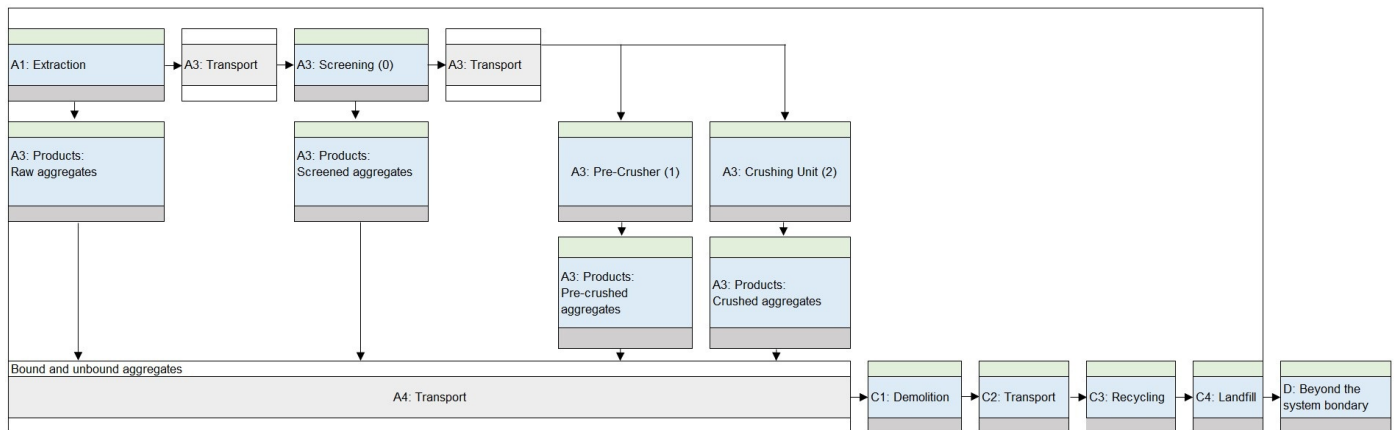 A1: Extraction
A3: Transport
A3: Screening (0)
A3: Transport
A3: Products:
Raw aggregates
A3: Products:
Screened aggregates
A3: Pre-Crusher (1)
A3: Crushing Unit (2)
A3: Products:
Pre-crushed
aggregates
A3: Products:
Crushed aggregates
Bound and unbound aggregates
A4: Transport
C1: Demolition
C2: Transport
C3: Recycling
C4: Landfill
D: Beyond the
system bondary